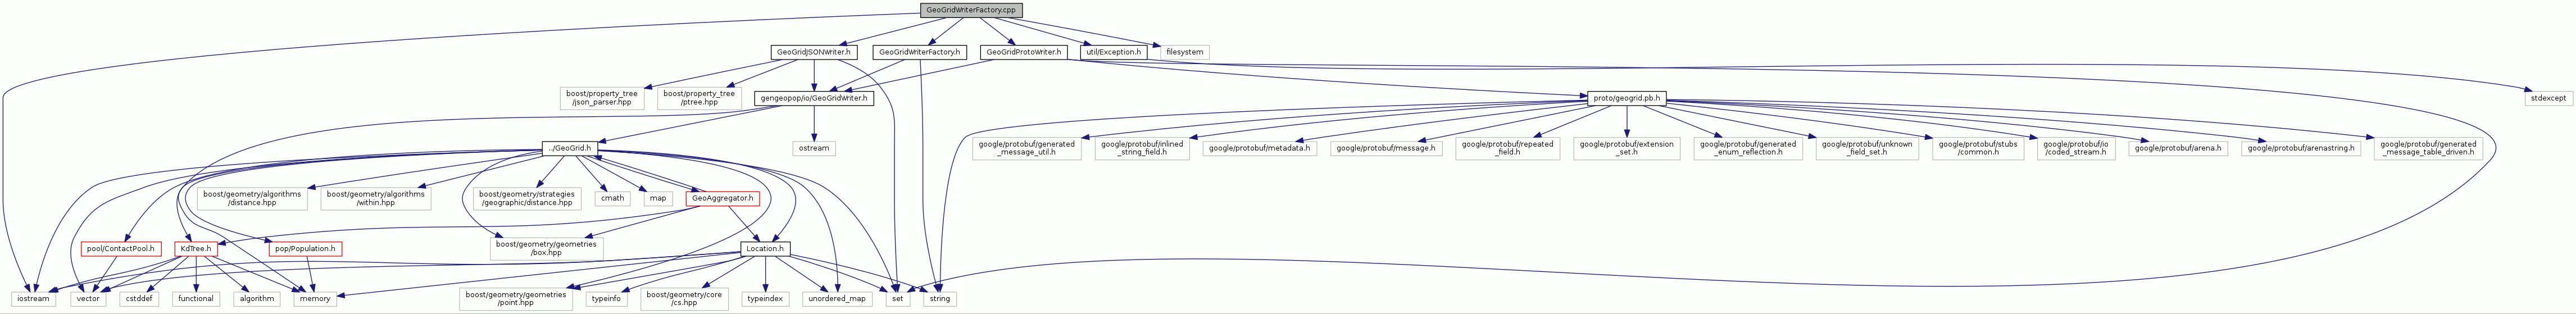 GeoGridWriterFactory.cpp
GeoGridJSONWriter.h
GeoGridWriterFactory.h
GeoGridProtoWriter.h
util/Exception.h
filesystem
boost/property_tree
/json_parser.hpp
boost/property_tree
/ptree.hpp
gengeopop/io/GeoGridWriter.h
proto/geogrid.pb.h
stdexcept
../GeoGrid.h
ostream
google/protobuf/generated
_message_util.h
google/protobuf/inlined
_string_field.h
google/protobuf/metadata.h
google/protobuf/message.h
google/protobuf/repeated
_field.h
google/protobuf/extension
_set.h
google/protobuf/generated
_enum_reflection.h
google/protobuf/unknown
_field_set.h
google/protobuf/stubs
/common.h
google/protobuf/io
/coded_stream.h
google/protobuf/arena.h
google/protobuf/arenastring.h
google/protobuf/generated
_message_table_driven.h
boost/geometry/algorithms
/distance.hpp
boost/geometry/algorithms
/within.hpp
boost/geometry/strategies
/geographic/distance.hpp
cmath
map
GeoAggregator.h
pool/ContactPool.h
KdTree.h
pop/Population.h
boost/geometry/geometries
/box.hpp
Location.h
iostream
vector
cstddef
functional
algorithm
memory
boost/geometry/geometries
/point.hpp
typeinfo
boost/geometry/core
/cs.hpp
typeindex
unordered_map
set
string